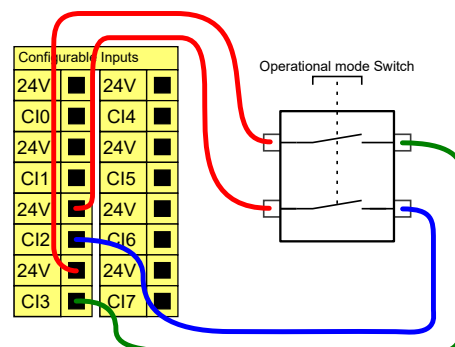 Configurable Inputs
Operational mode Switch
24V 24V
CI0 CI4
24V 24V
CI1 CI5
24V 24V
CI2 CI6
24V 24V
CI3 CI7